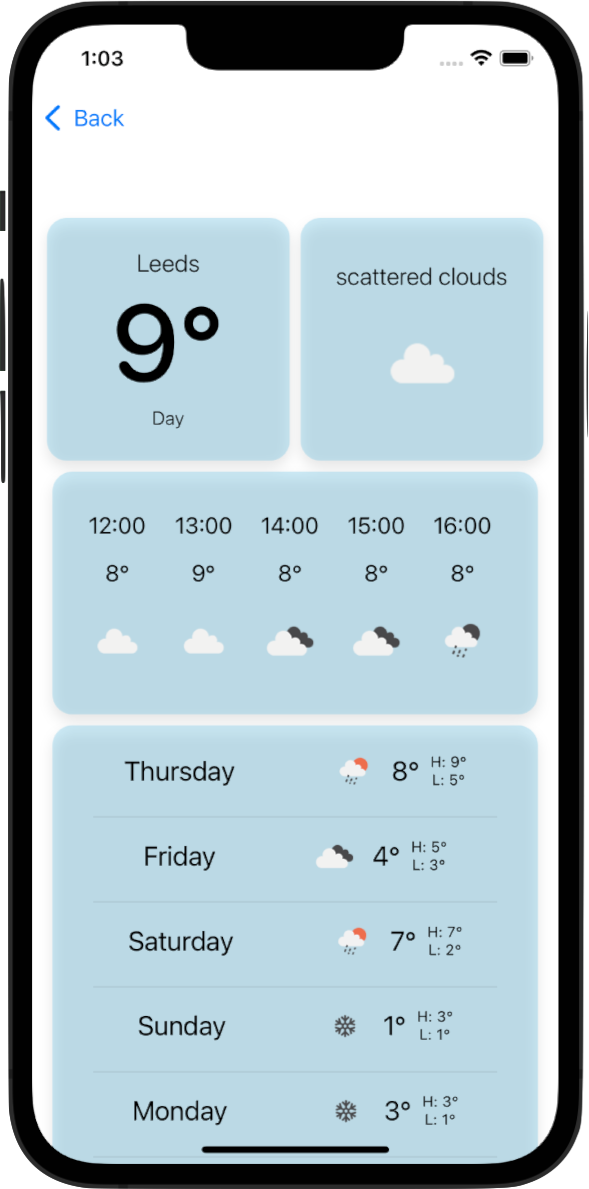 1:03
Back
Leeds
9°
Day
scattered clouds
12:00 13:00 14:00 15:00 16:00
8° 9° 8° 8° 8°
Thursday 8° H: 9° L: 5°
Friday 4° H: 5° L: 3°
Saturday 7° H: 7° L: 2°
Sunday 1° H: 3° L: 1°
Monday 3° H: 3° L: 1°